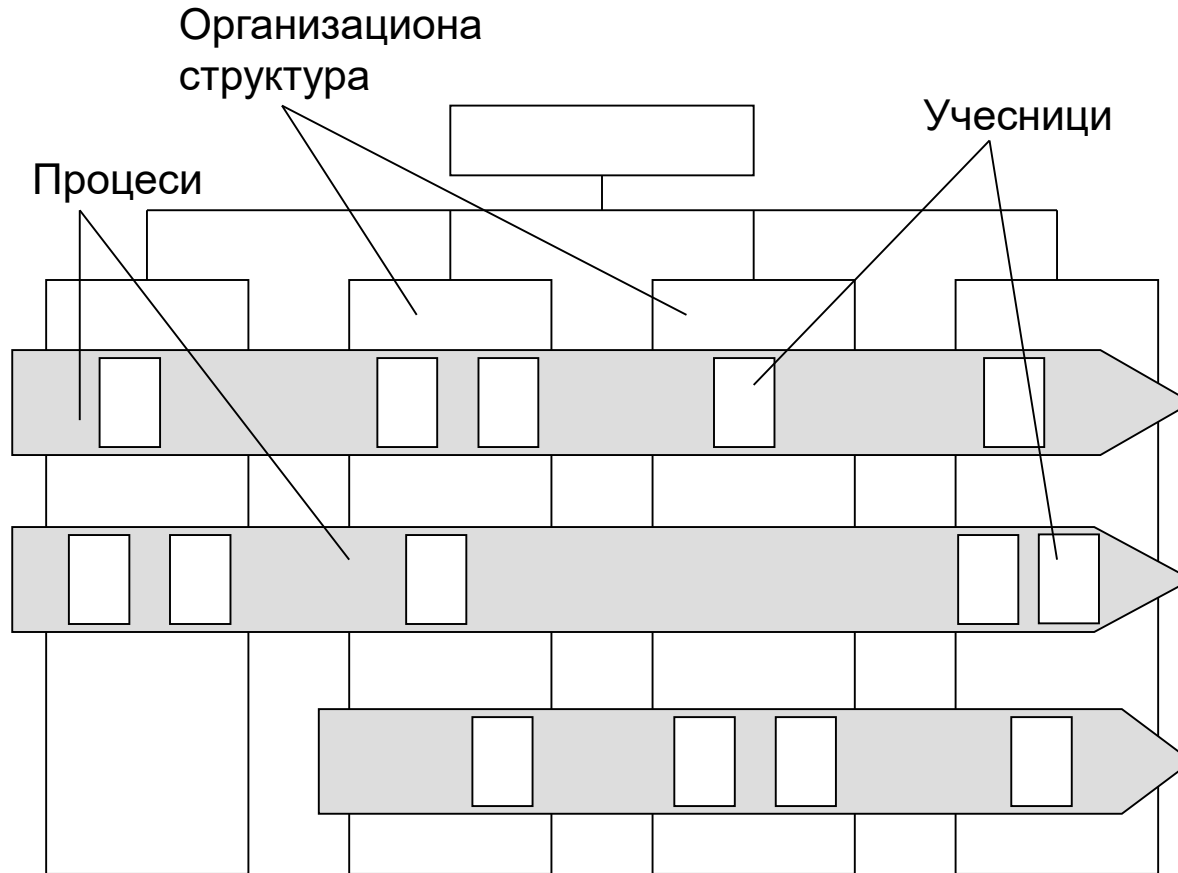 Организациона
структура
Учесници
Процеси